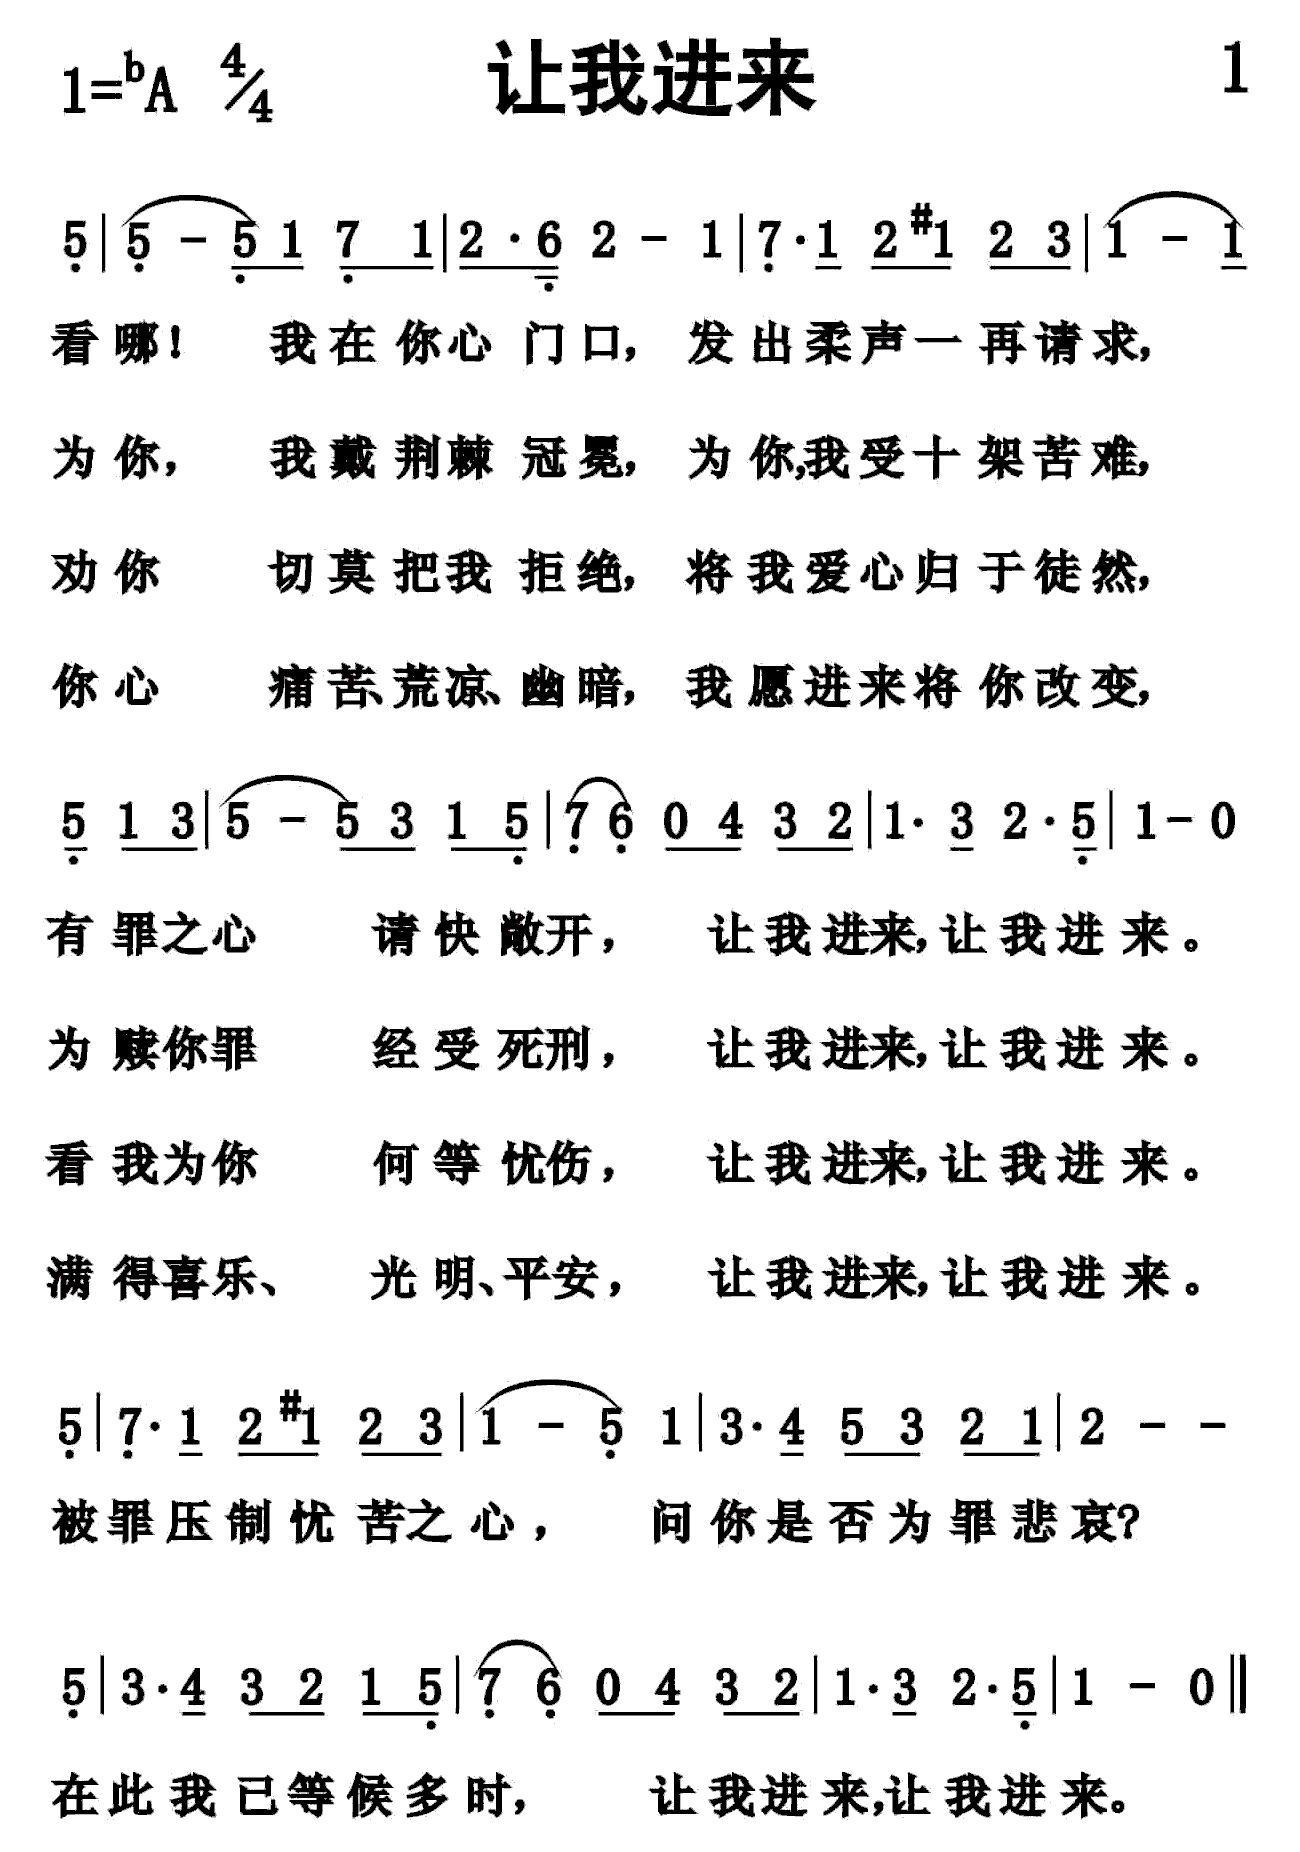 1=ᵇA 4/4 让我进来 1
5̣ | 5̣ - 5̣ 1 7̣ 1 | 2 · 6̣ 2 - 1 | 7̣ · 1 2 #1 2 3 | 1 - 1
看哪! 我在你心门口, 发出柔声一再请求,
为你, 我戴荆棘冠冕, 为你,我受十架苦难,
劝你 切莫把我拒绝, 将我爱心归于徒然,
你心 痛苦、荒凉、幽暗, 我愿进来将你改变,
5̣ 1 3 | 5 - 5 3 1 5̣ | 7̣ 6̣ 0 4 3 2 | 1 · 3 2 · 5̣ | 1 - 0
有罪之心 请快敞开, 让我进来,让我进来。
为赎你罪 经受死刑, 让我进来,让我进来。
看我为你 何等忧伤, 让我进来,让我进来。
满得喜乐、 光明、平安, 让我进来,让我进来。
5̣ | 7̣ · 1 2 #1 2 3 | 1 - 5̣ 1 | 3 · 4 5 3 2 1 | 2 - -
被罪压制忧苦之心, 问你是否为罪悲哀?
5̣ | 3 · 4 3 2 1 5̣ | 7̣ 6̣ 0 4 3 2 | 1 · 3 2 · 5̣ | 1 - 0 ‖
在此我已等候多时, 让我进来,让我进来。